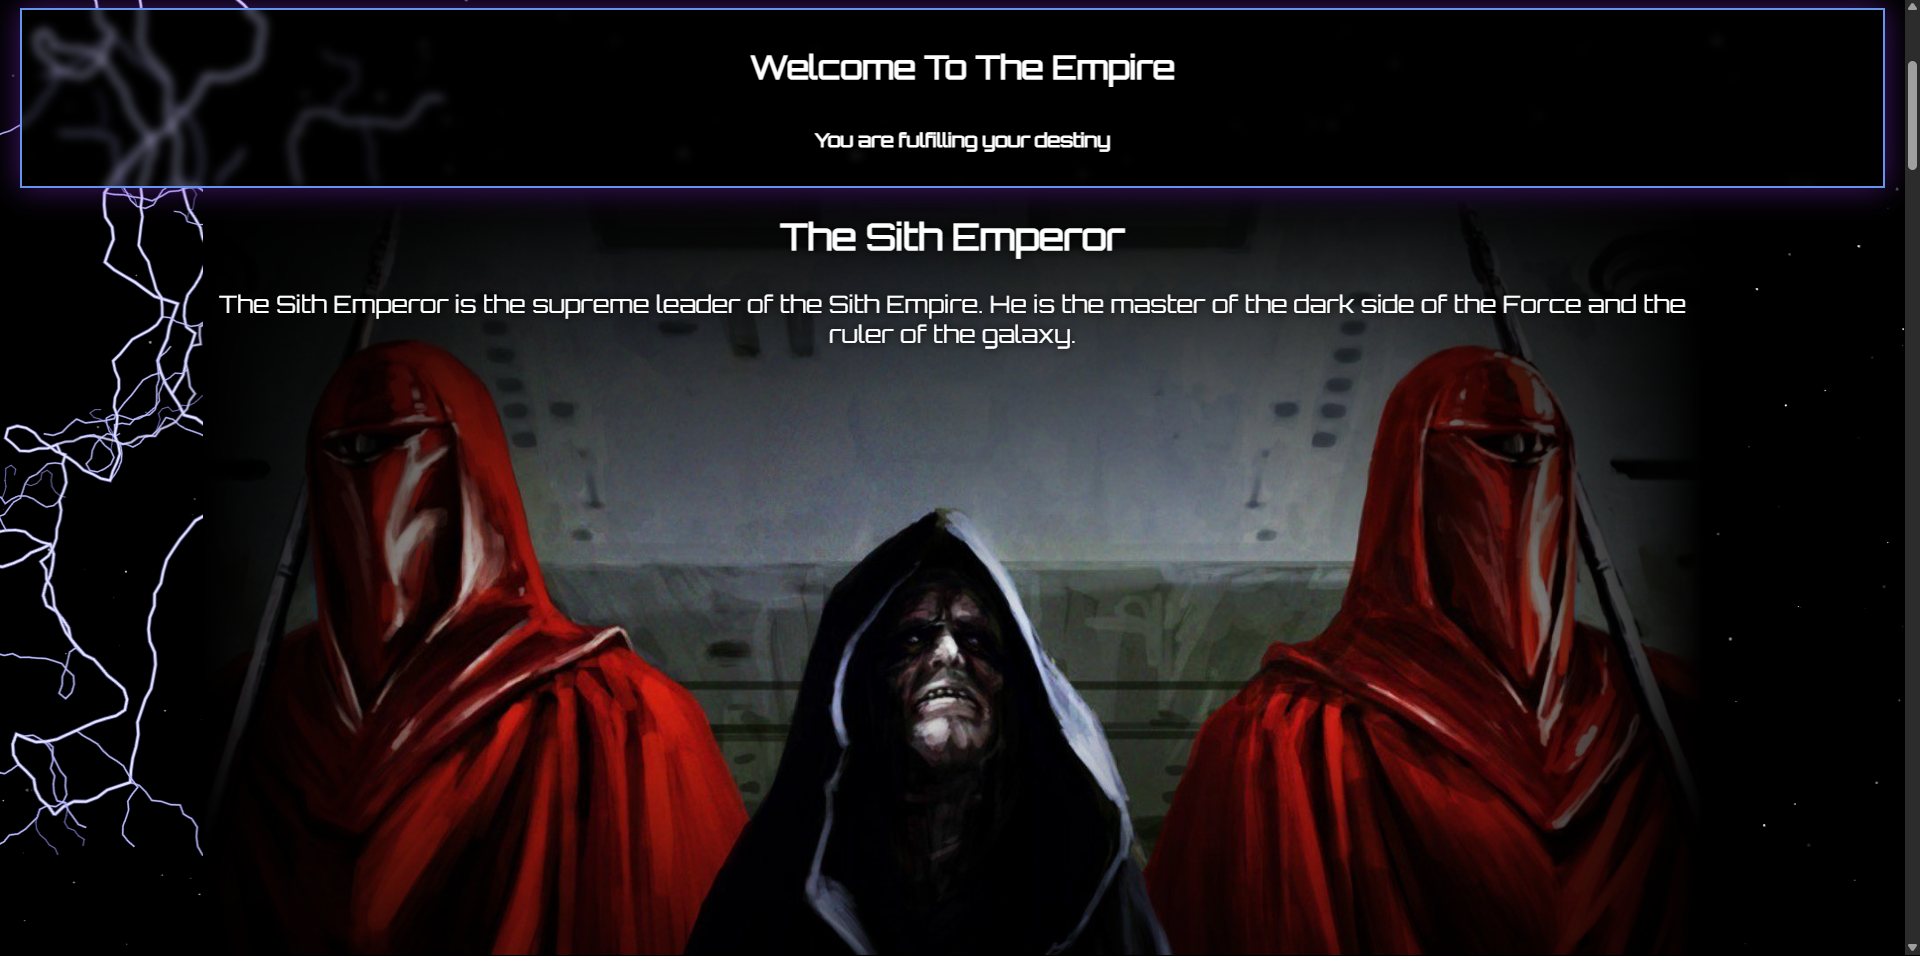 Welcome To The Empire
You are fulfilling your destiny
The Sith Emperor
The Sith Emperor is the supreme leader of the Sith Empire. He is the master of the dark side of the Force and the
ruler of the galaxy.